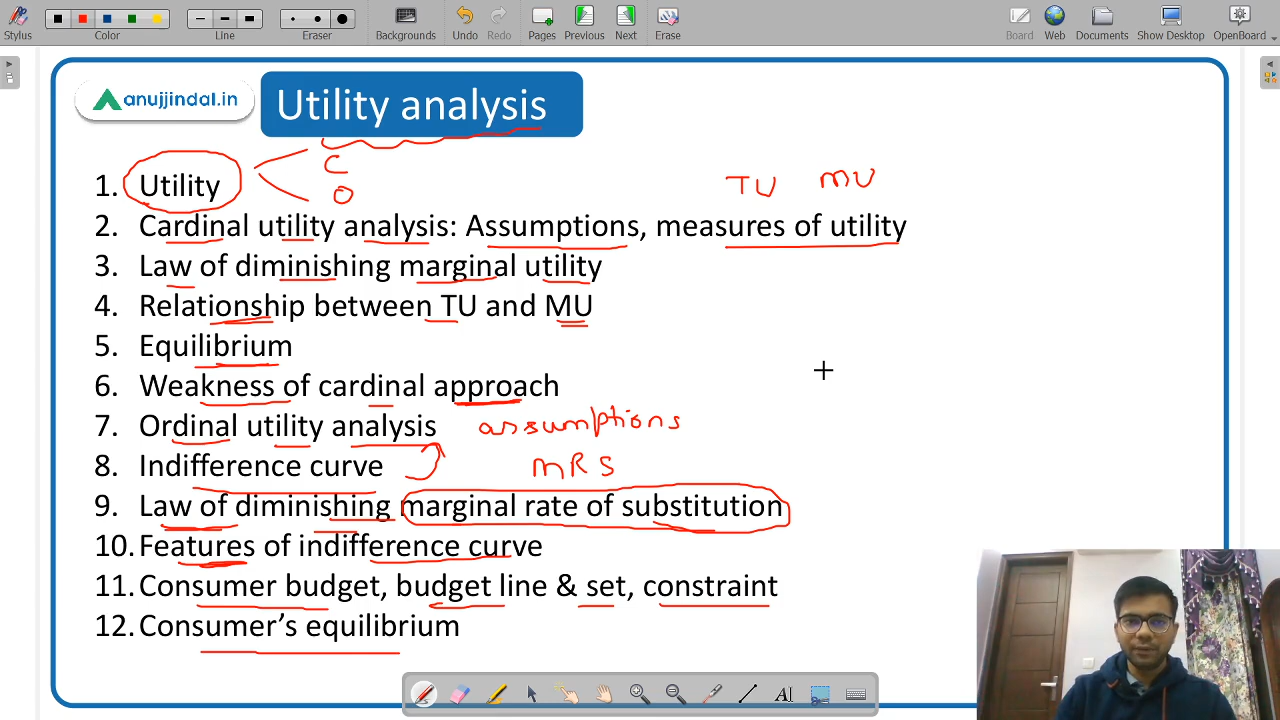 Stylus
Color
Line
Eraser
Backgrounds
Undo
Redo
Pages
Previous
Next
Erase
Board
Web
Documents
Show Desktop
OpenBoard
anujjindal.in
Utility analysis
C
O
TU MU
1. Utility
2. Cardinal utility analysis: Assumptions, measures of utility
3. Law of diminishing marginal utility
4. Relationship between TU and MU
5. Equilibrium
6. Weakness of cardinal approach
7. Ordinal utility analysis assumptions
8. Indifference curve MRS
9. Law of diminishing marginal rate of substitution
10. Features of indifference curve
11. Consumer budget, budget line & set, constraint
12. Consumer's equilibrium
AI